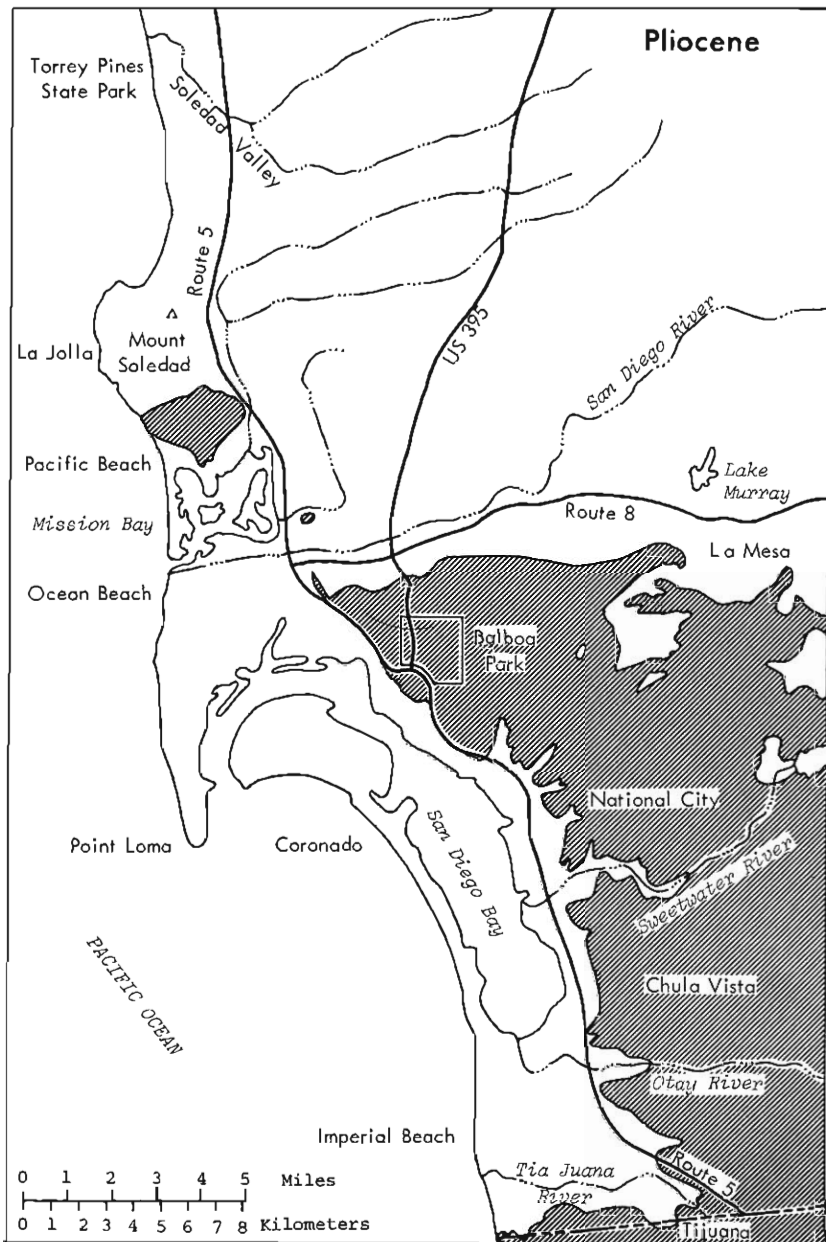 Pliocene
Torrey Pines
State Park
Soledad
Valley
Route 5
US 395
San Diego River
La Jolla
Mount
Soledad
Pacific Beach
Mission Bay
Lake
Murray
Route 8
La Mesa
Ocean Beach
Balboa
Park
National City
Point Loma
Coronado
San Diego Bay
Sweetwater River
PACIFIC OCEAN
Chula Vista
Otay River
Imperial Beach
Tia Juana
River
Route 5
Tijuana
0 1 2 3 4 5 Miles
0 1 2 3 4 5 6 7 8 Kilometers